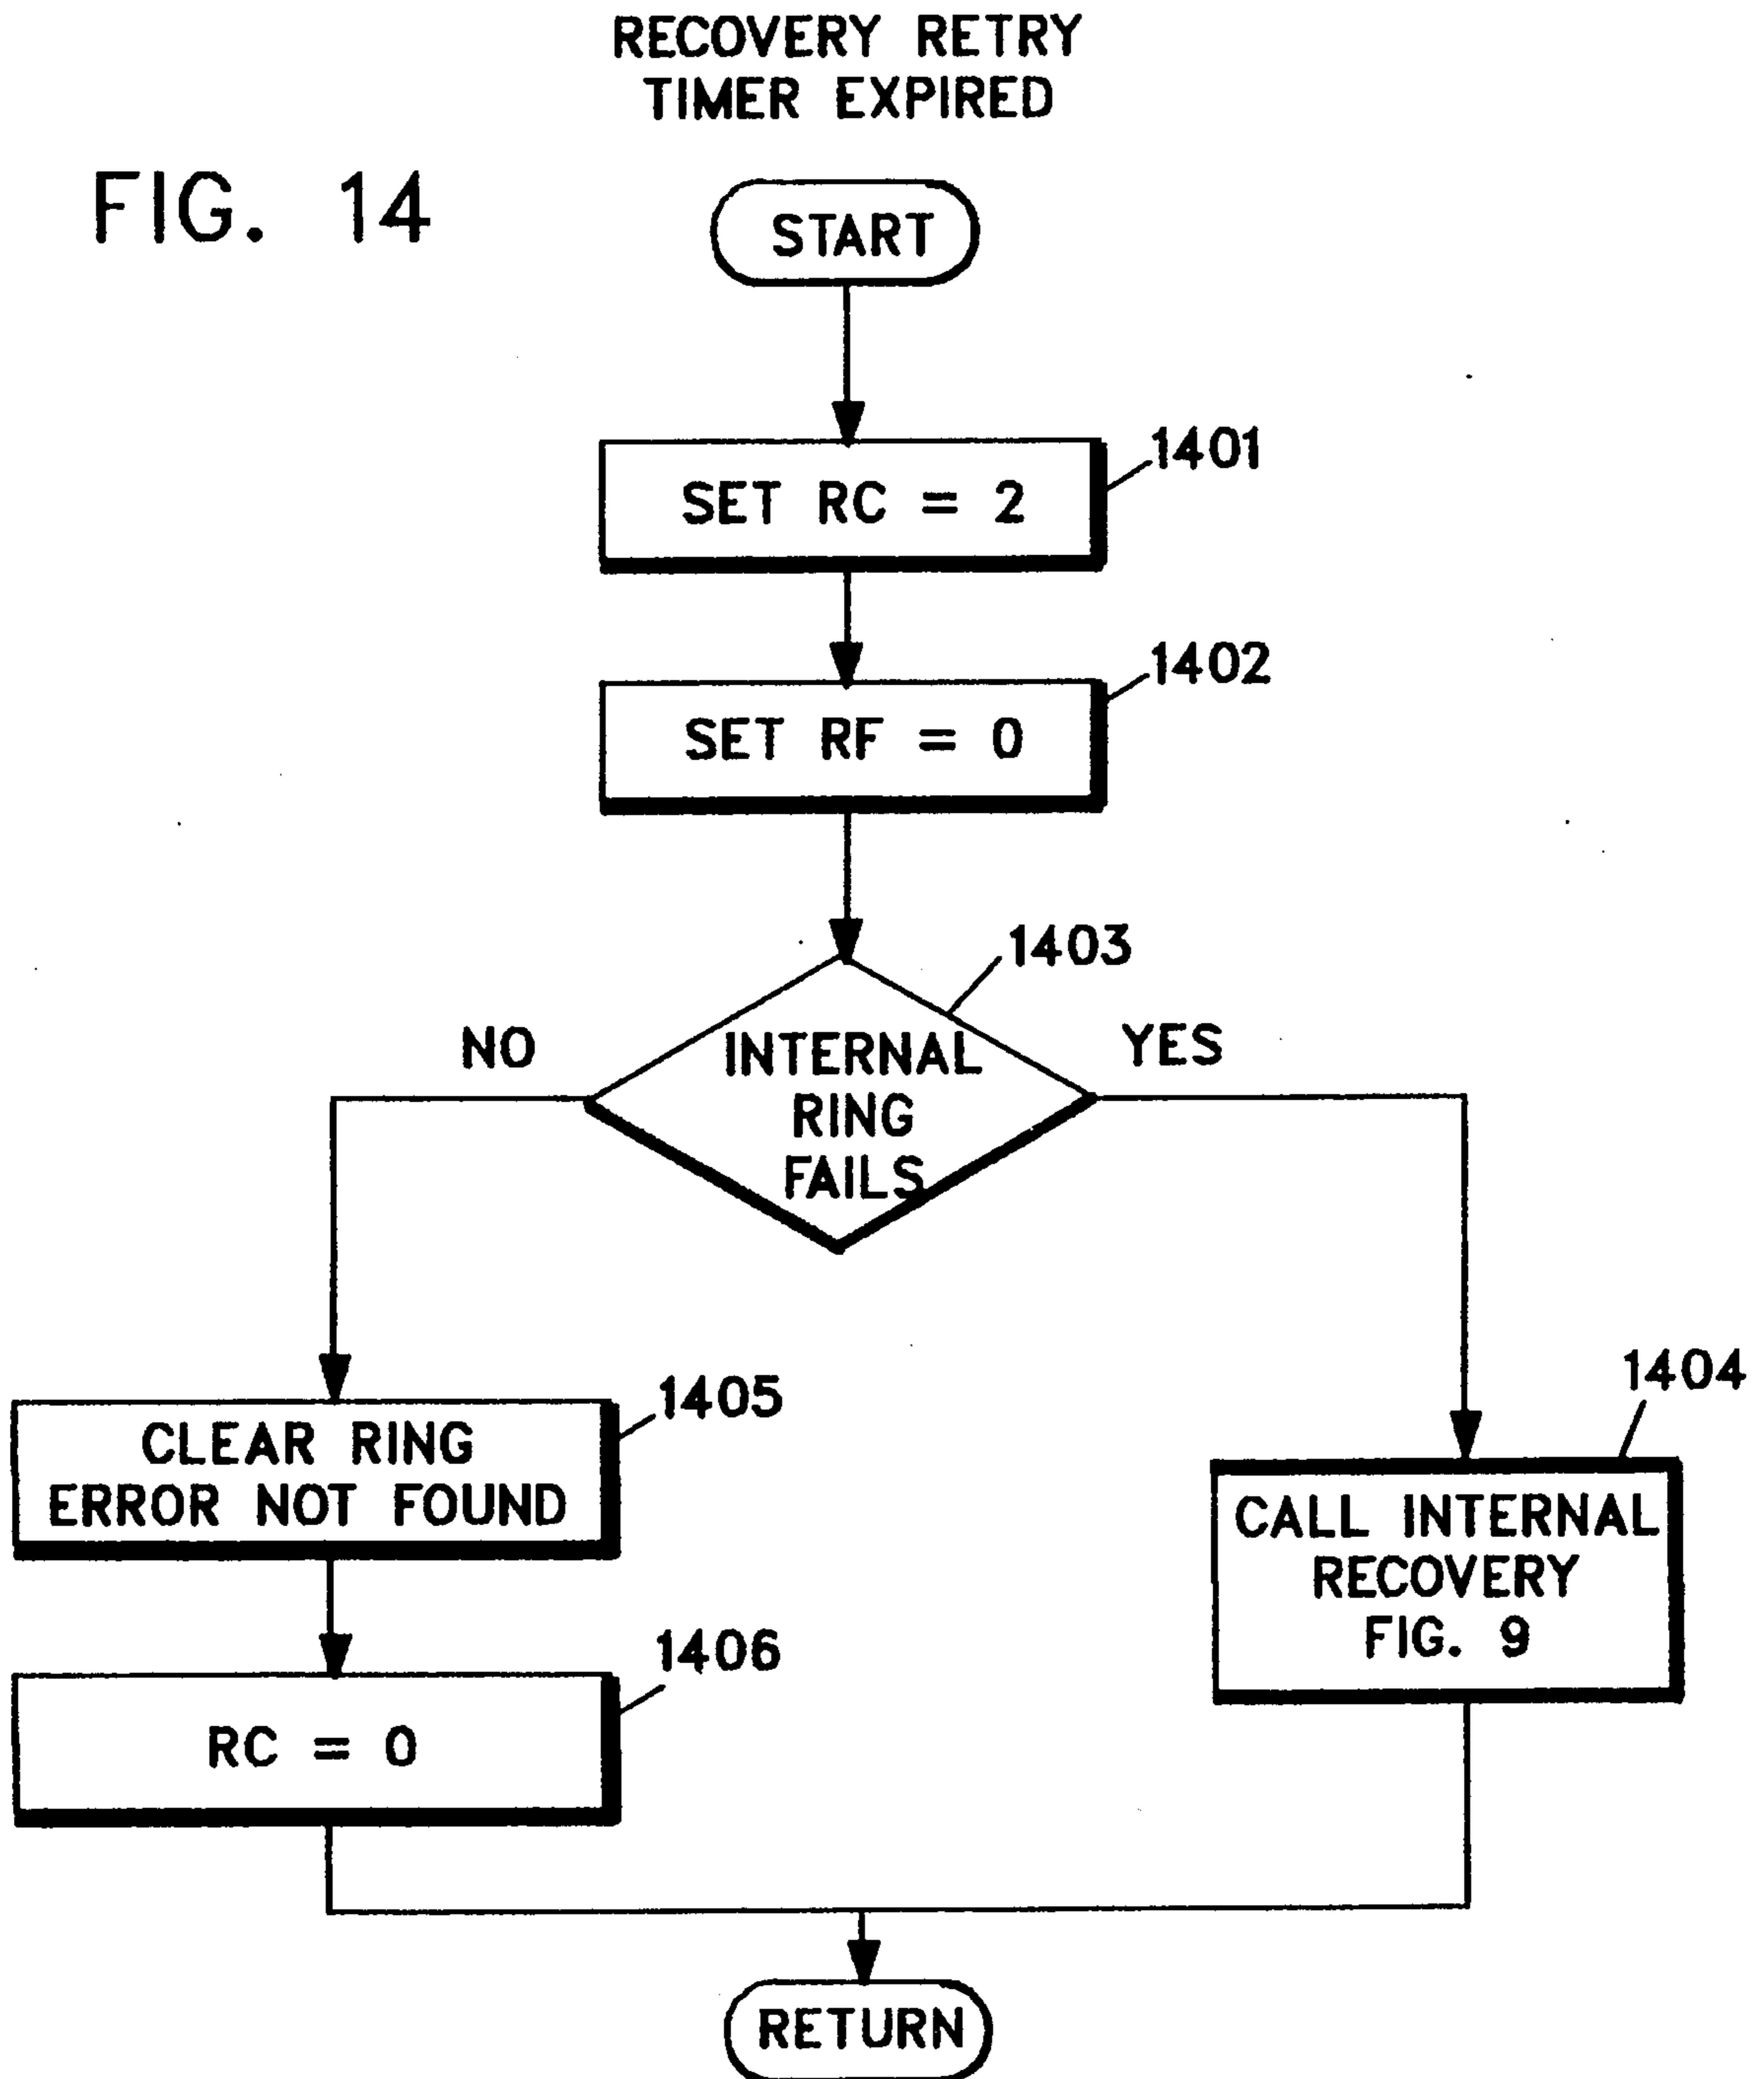 RECOVERY RETRY
TIMER EXPIRED
FIG. 14
START
1401
SET RC = 2
1402
SET RF = 0
1403
NO
YES
INTERNAL
RING
FAILS
1405
CLEAR RING
ERROR NOT FOUND
1404
CALL INTERNAL
RECOVERY
FIG. 9
1406
RC = 0
RETURN